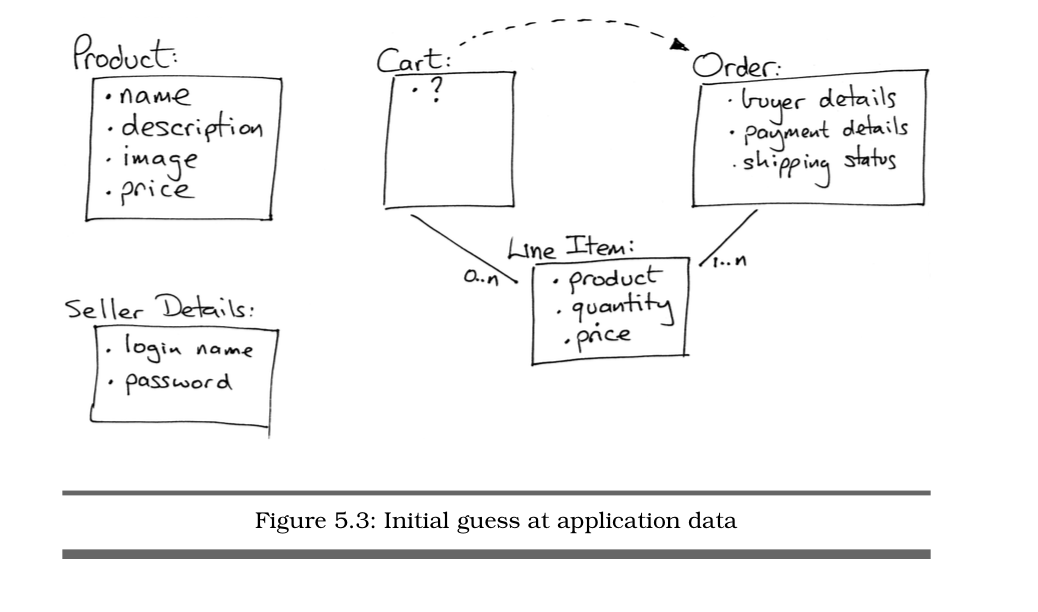 Product:
· name
· description
· image
· price
Cart:
· ?
Order:
· buyer details
· payment details
· shipping status
0..n
Line Item:
· product
· quantity
· price
1..n
Seller Details:
· login name
· password
Figure 5.3: Initial guess at application data